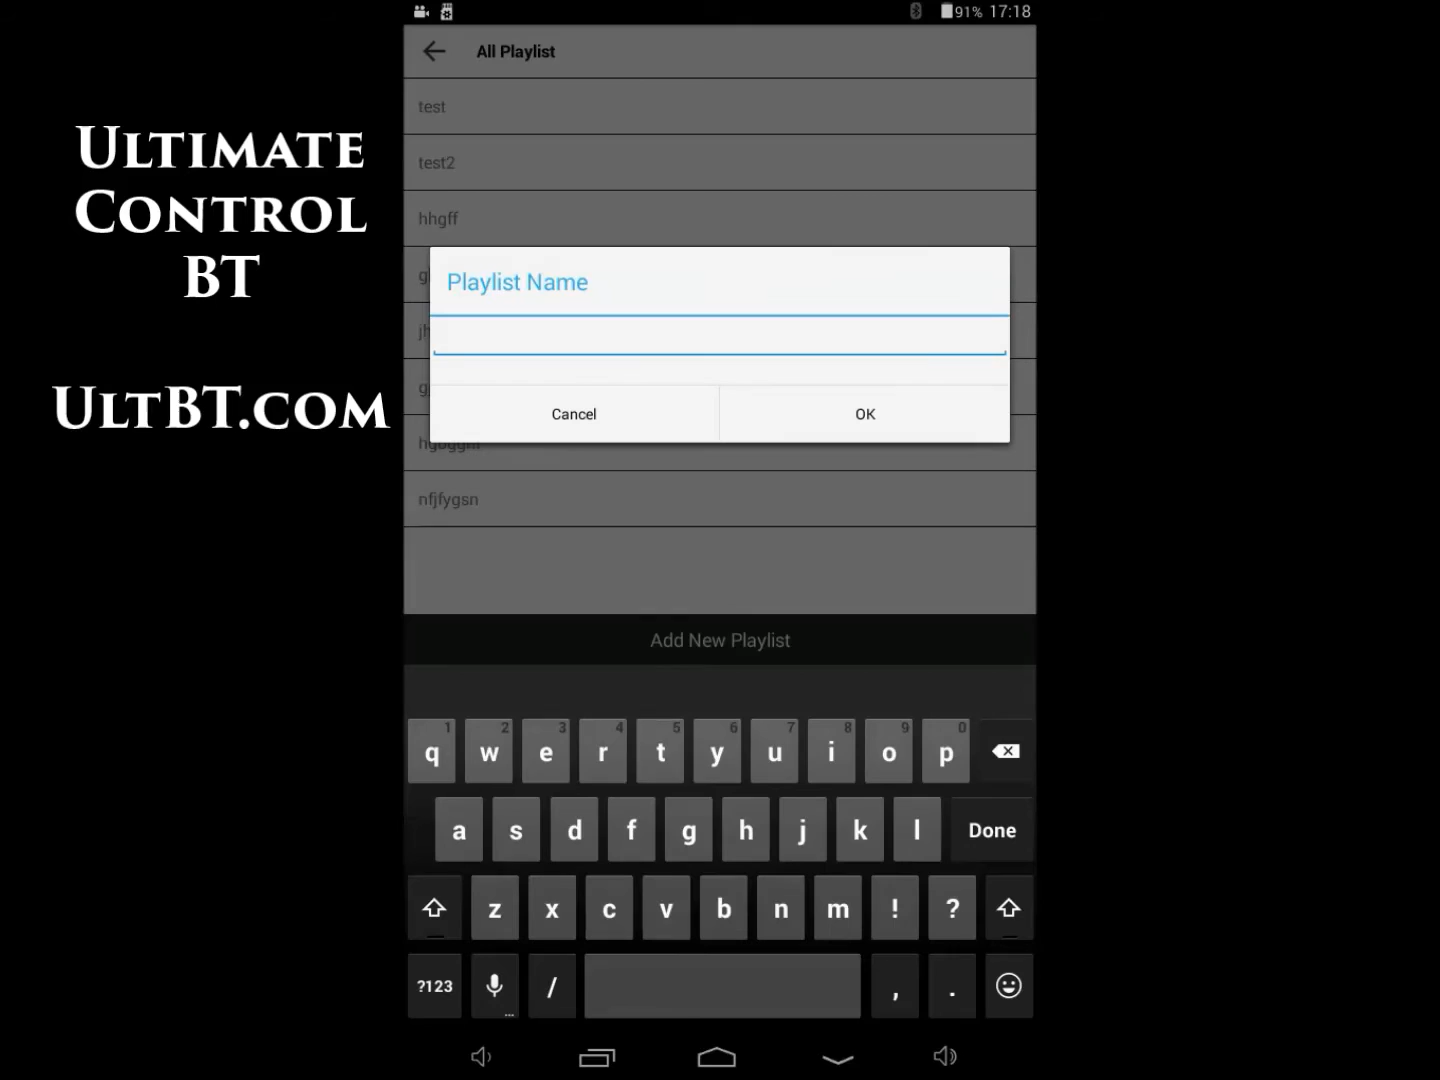 91% 17:18
All Playlist
Ultimate
Control
BT
UltBT.com
test
test2
hhgff
Playlist Name
Cancel
OK
nfjfygsn
Add New Playlist
1 2 3 4 5 6 7 8 9 0
q w e r t y u i o p
a s d f g h j k l Done
z x c v b n m ! ?
?123 / , .